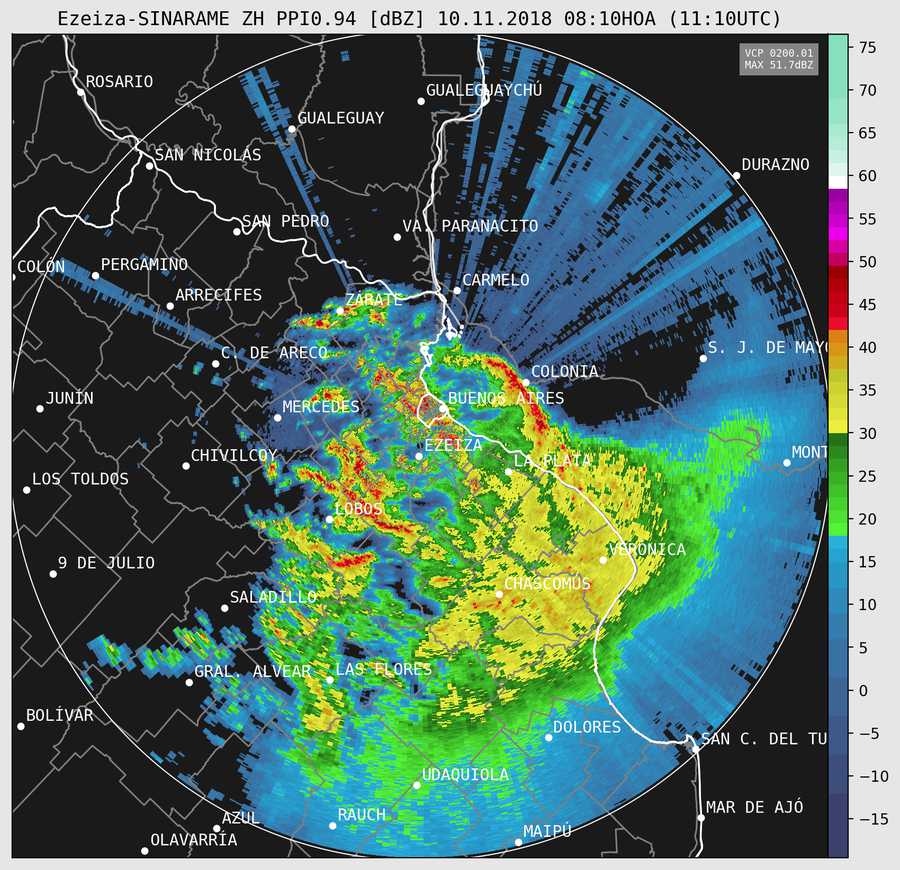 Ezeiza-SINARAME ZH PPI0.94 [dBZ] 10.11.2018 08:10HOA (11:10UTC)
VCP 0200.01
MAX 51.7dBZ
ROSARIO
GUALEGUAYCHÚ
GUALEGUAY
SAN NICOLÁS
DURAZNO
SAN PEDRO
VA. PARANACITO
COLÓN
PERGAMINO
CARMELO
ARRECIFES
ZÁRATE
C. DE ARECO
S. J. DE MAYO
COLONIA
JUNÍN
MERCEDES
BUENOS AIRES
EZEIZA
CHIVILCOY
LA PLATA
MONT
LOS TOLDOS
LOBOS
VERÓNICA
9 DE JULIO
CHASCOMÚS
SALADILLO
GRAL. ALVEAR
LAS FLORES
BOLÍVAR
DOLORES
SAN C. DEL TU
UDAQUIOLA
MAR DE AJÓ
AZUL
RAUCH
MAIPÚ
OLAVARRÍA
75
70
65
60
55
50
45
40
35
30
25
20
15
10
5
0
−5
−10
−15